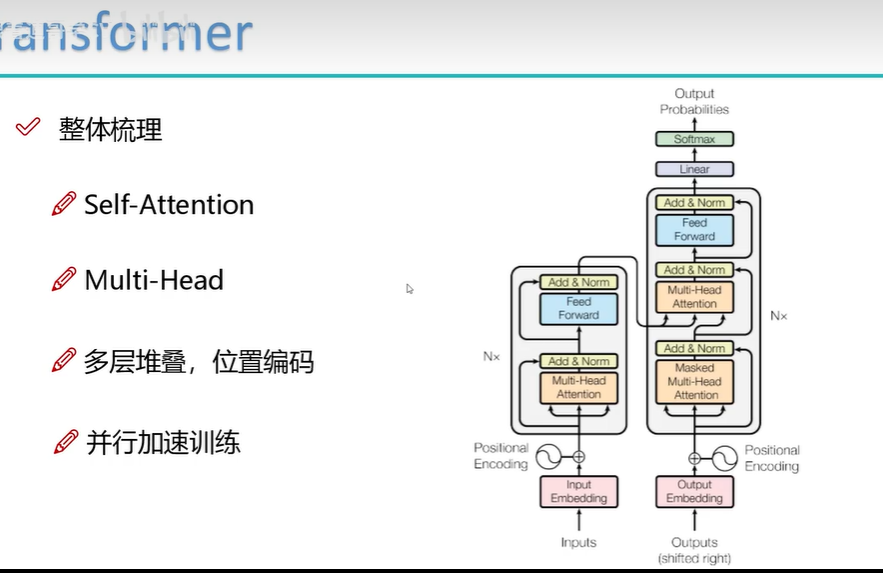 ransformer
整体梳理
Self-Attention
Multi-Head
多层堆叠，位置编码
并行加速训练
Output
Probabilities
Softmax
Linear
Add & Norm
Feed
Forward
Add & Norm
Multi-Head
Attention
Nx
Add & Norm
Masked
Multi-Head
Attention
Add & Norm
Feed
Forward
Nx
Add & Norm
Multi-Head
Attention
Positional
Encoding
Positional
Encoding
Input
Embedding
Output
Embedding
Inputs
Outputs
(shifted right)